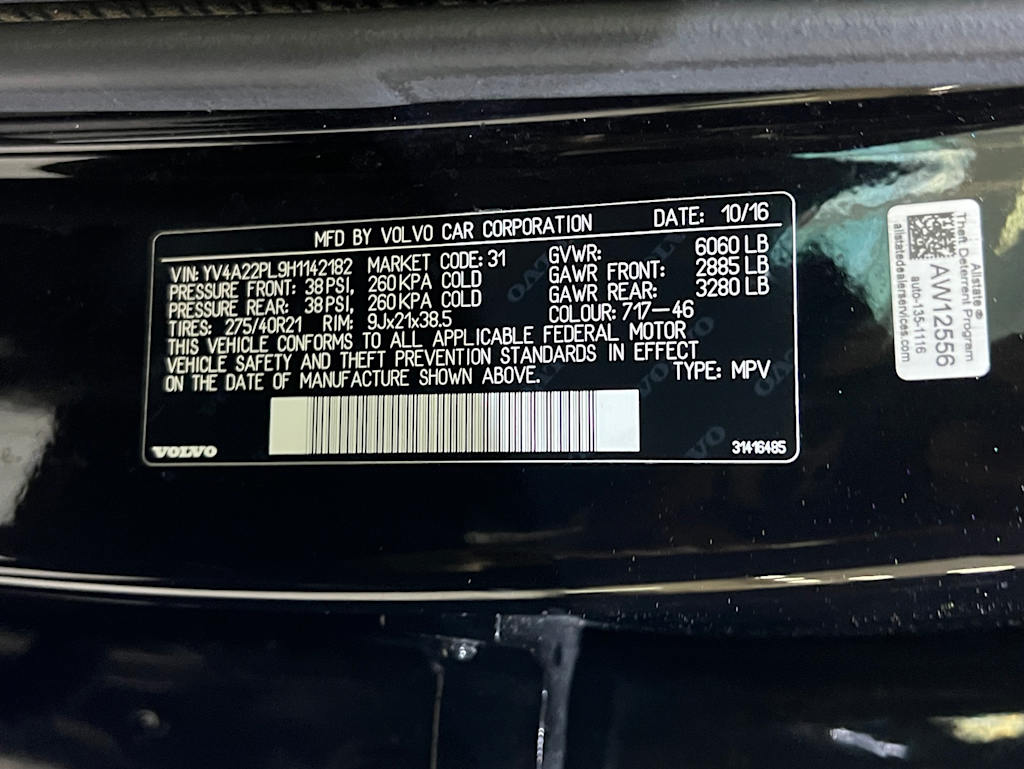 MFD BY VOLVO CAR CORPORATION DATE: 10/16
VIN: YV4A22PL9H1142182 MARKET CODE: 31 GVWR: 6060 LB
PRESSURE FRONT: 38 PSI, 260 KPA COLD GAWR FRONT: 2885 LB
PRESSURE REAR: 38 PSI, 260 KPA COLD GAWR REAR: 3280 LB
TIRES: 275/40R21 RIM: 9Jx21x38.5 COLOUR: 717-46
THIS VEHICLE CONFORMS TO ALL APPLICABLE FEDERAL MOTOR
VEHICLE SAFETY AND THEFT PREVENTION STANDARDS IN EFFECT
ON THE DATE OF MANUFACTURE SHOWN ABOVE. TYPE: MPV
VOLVO 31416485
Allstate®
Theft Deterrent Program
AW12556
auto-135-1116
allstatedealerservices.com